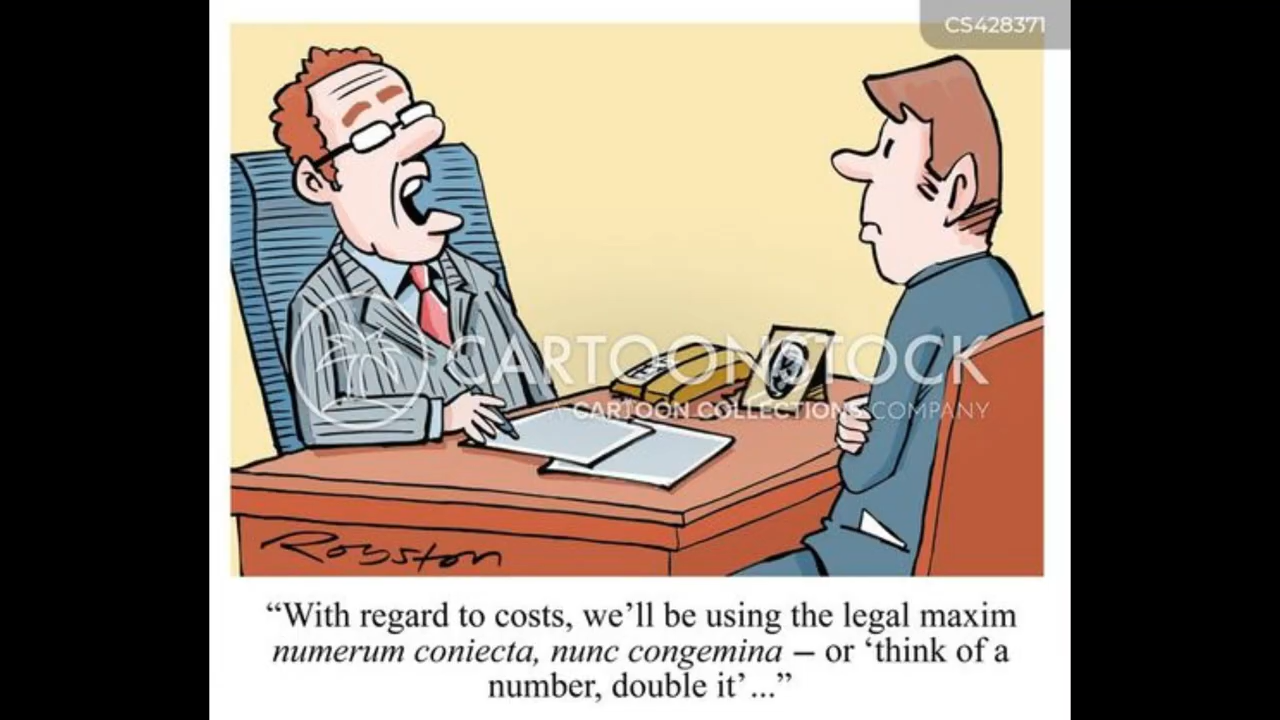 CS428371
CARTOONSTOCK
A CARTOON COLLECTIONS COMPANY
Royston
“With regard to costs, we’ll be using the legal maxim
numerum coniecta, nunc congemina – or ‘think of a
number, double it’...”